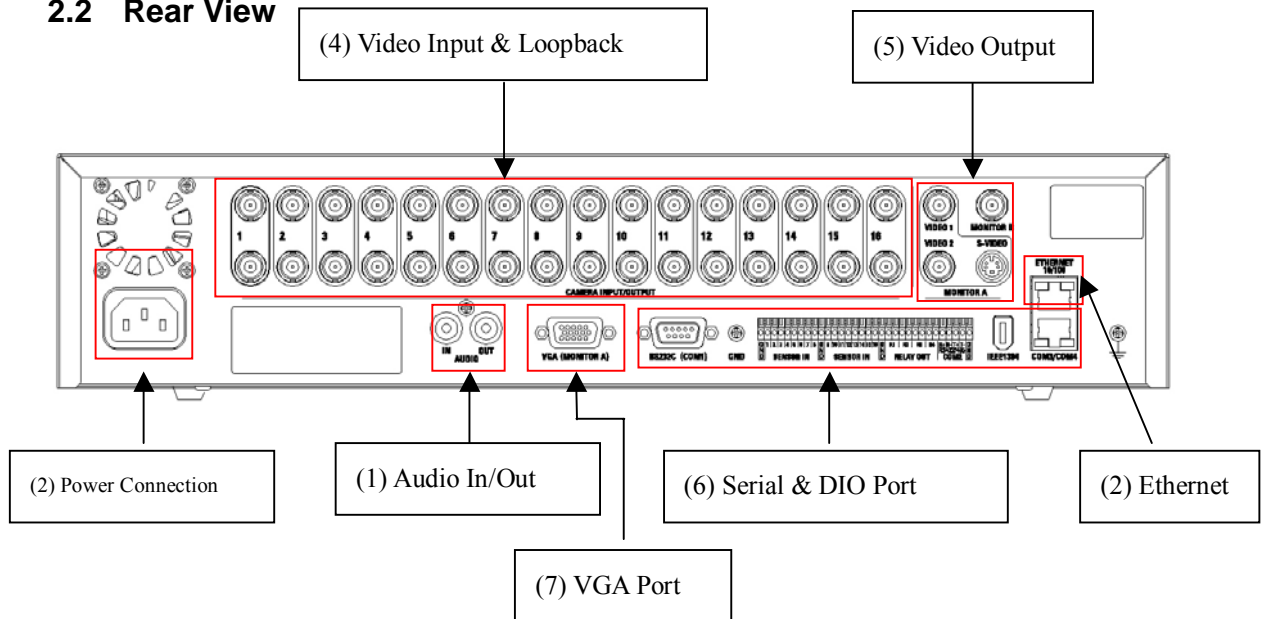 2.2 Rear View
(4) Video Input & Loopback
(5) Video Output
1 2 3 4 5 6 7 8 9 10 11 12 13 14 15 16
CAMERA INPUT/OUTPUT
VIDEO 1 MONITOR B
VIDEO 2 S-VIDEO
MONITOR A
ETHERNET
10/100
IN OUT
AUDIO
VGA (MONITOR A)
RS232C (COM1) GND SENSOR IN SENSOR IN RELAY OUT COM2 IEEE1394 COM3/COM4
(2) Power Connection
(1) Audio In/Out
(6) Serial & DIO Port
(2) Ethernet
(7) VGA Port